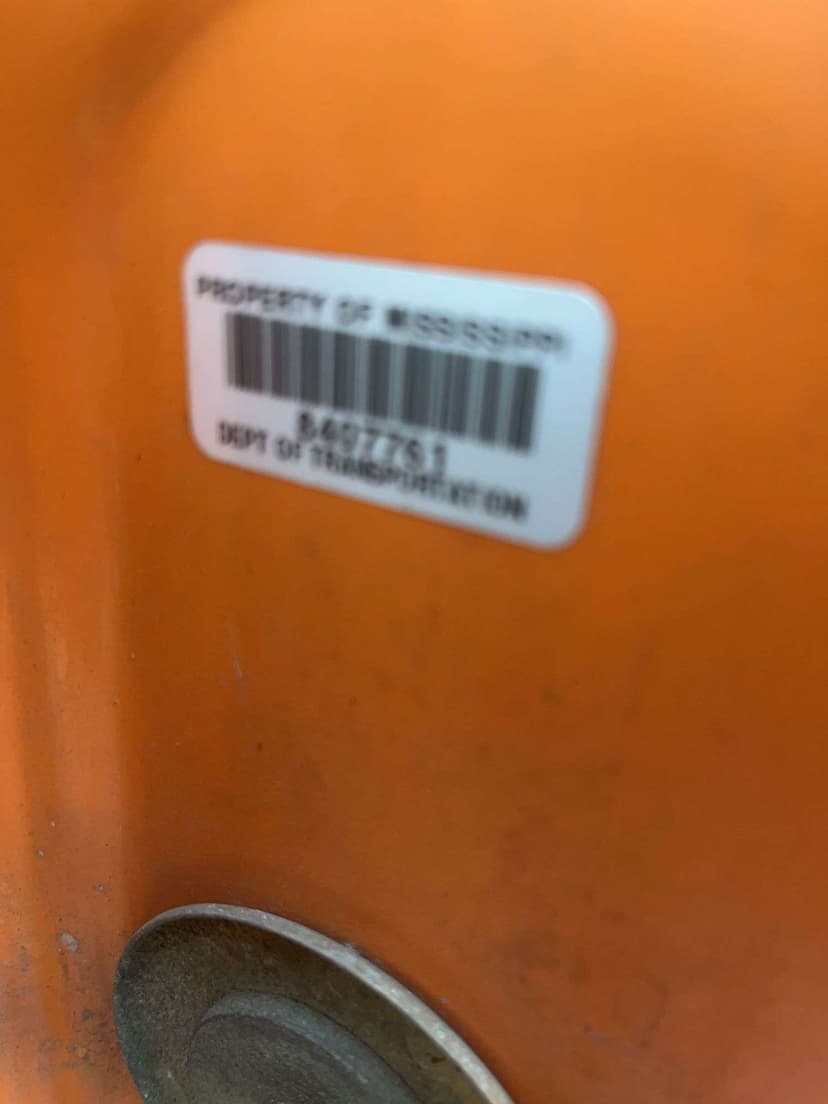 PROPERTY OF MISSISSIPPI
8407761
DEPT OF TRANSPORTATION